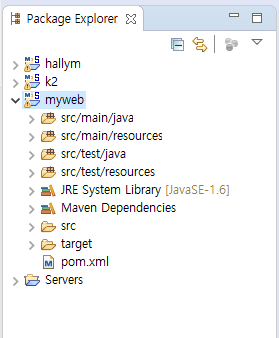 Package Explorer
hallym
k2
myweb
src/main/java
src/main/resources
src/test/java
src/test/resources
JRE System Library [JavaSE-1.6]
Maven Dependencies
src
target
pom.xml
Servers